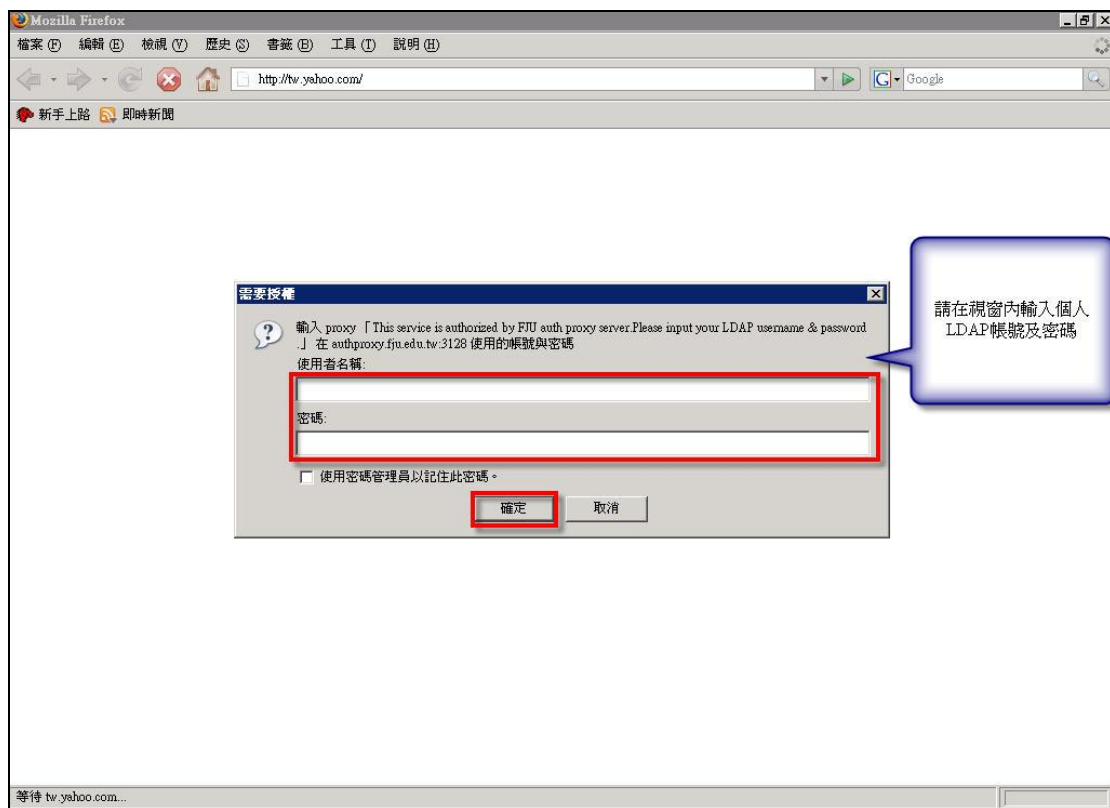 Mozilla Firefox
檔案(F) 編輯(E) 檢視(V) 歷史(S) 書籤(B) 工具(T) 說明(H)
http://tw.yahoo.com/
G Google
新手上路 即時新聞
需要授權
輸入 proxy「This service is authorized by FJU auth proxy server.Please input your LDAP username & password
.」在 authproxy.fju.edu.tw:3128 使用的帳號與密碼
使用者名稱:
密碼:
使用密碼管理員以記住此密碼。
確定 取消
請在視窗內輸入個人
LDAP帳號及密碼
等待 tw.yahoo.com...